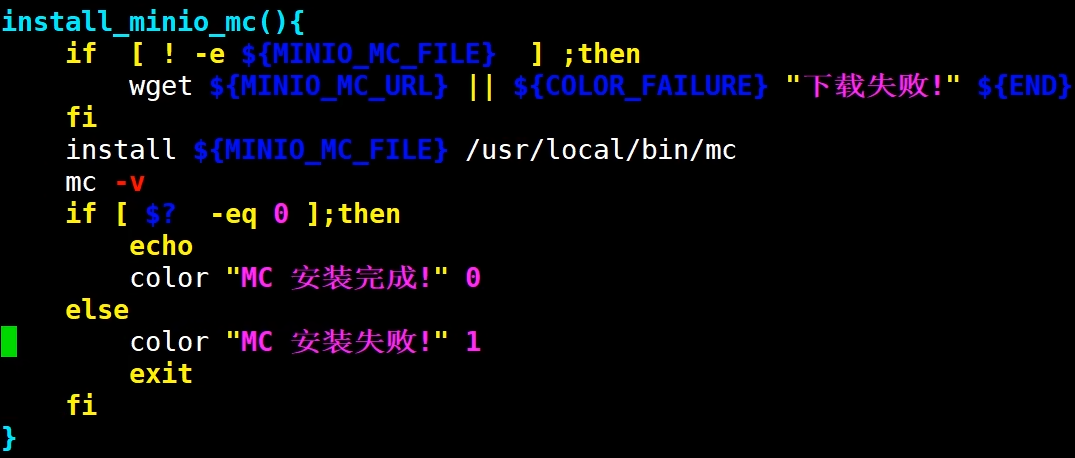 install_minio_mc(){
    if  [ ! -e ${MINIO_MC_FILE}  ] ;then
        wget ${MINIO_MC_URL} || ${COLOR_FAILURE} "下载失败!" ${END}
    fi
    install ${MINIO_MC_FILE} /usr/local/bin/mc
    mc -v
    if [ $?  -eq 0 ];then
        echo
        color "MC 安装完成!" 0
    else
        color "MC 安装失败!" 1
        exit
    fi
}